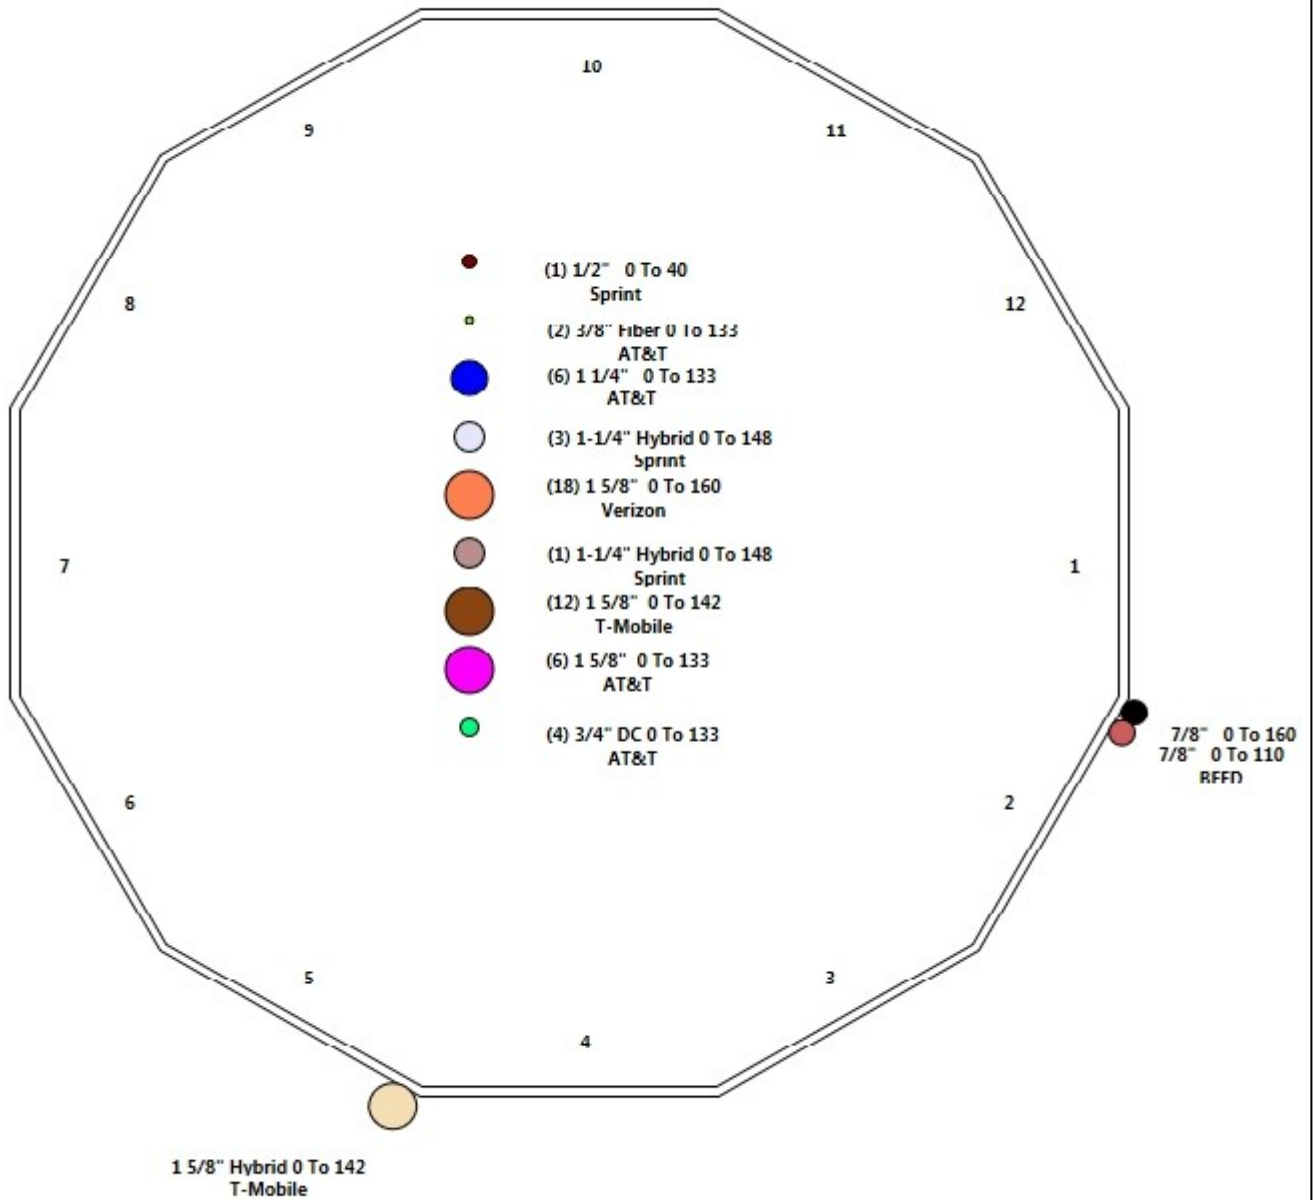 10
9
11
8
12
(1) 1/2" 0 To 40
Sprint
(2) 3/8" Fiber 0 To 133
AT&T
(6) 1 1/4" 0 To 133
AT&T
(3) 1-1/4" Hybrid 0 To 148
Sprint
(18) 1 5/8" 0 To 160
Verizon
7
1
(1) 1-1/4" Hybrid 0 To 148
Sprint
(12) 1 5/8" 0 To 142
T-Mobile
(6) 1 5/8" 0 To 133
AT&T
(4) 3/4" DC 0 To 133
AT&T
7/8" 0 To 160
7/8" 0 To 110
6
2
5
3
4
1 5/8" Hybrid 0 To 142
T-Mobile